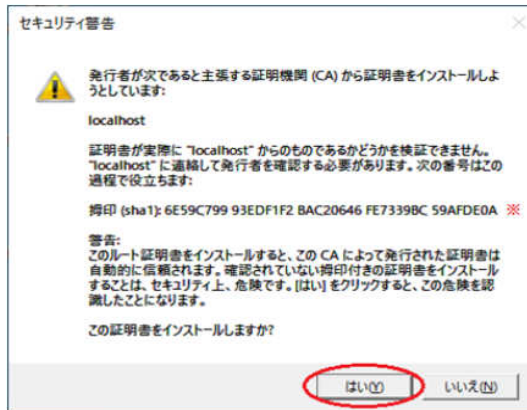 セキュリティ警告
発行者が次であると主張する証明機関 (CA) から証明書をインストールしよ
うとしています:
localhost
証明書が実際に "localhost" からのものであるかどうかを検証できません。
"localhost" に連絡して発行者を確認する必要があります。次の番号はこの
過程で役立ちます:
拇印 (sha1): 6E59C799 93EDF1F2 BAC20646 FE7339BC 59AFDE0A ※
警告:
このルート証明書をインストールすると、この CA によって発行された証明書は
自動的に信頼されます。確認されていない拇印付きの証明書をインストール
することは、セキュリティ上、危険です。[はい] をクリックすると、この危険を認
識したことになります。
この証明書をインストールしますか?
はい(Y) いいえ(N)